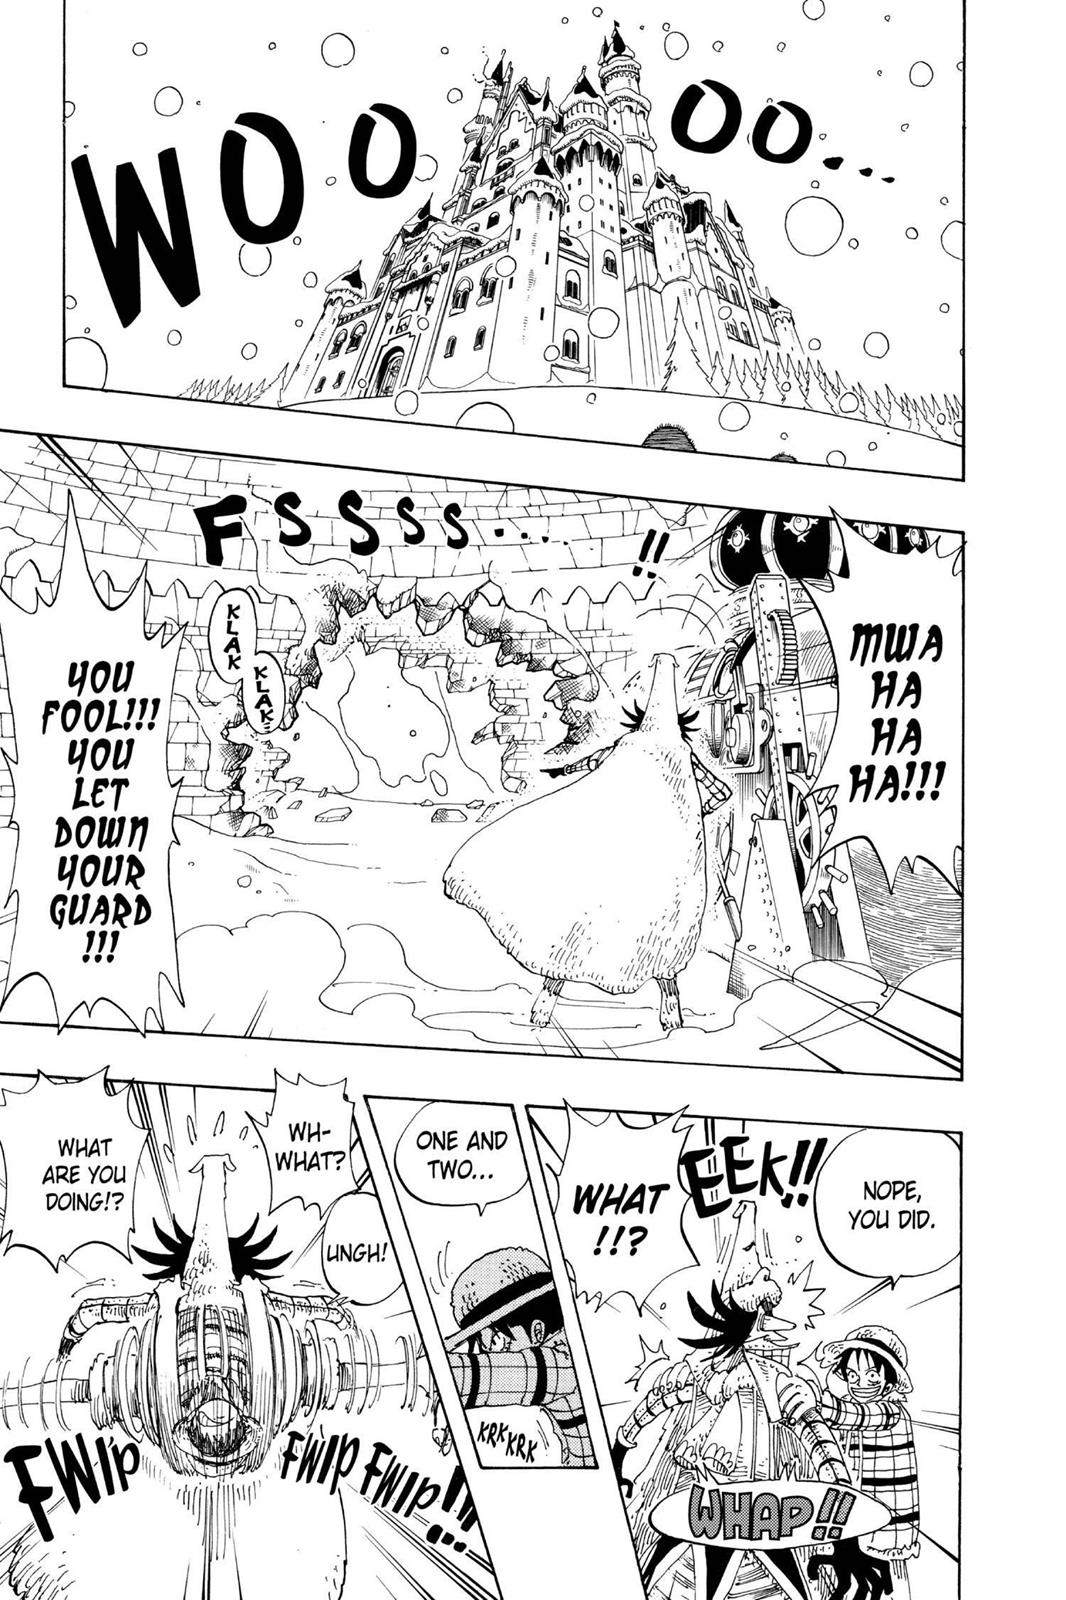 WOO OO...
MWA
HA
HA
HA!!!
!!
FSSSS....
KLAK
KLAK..
YOU
FOOL!!!
YOU
LET
DOWN
YOUR
GUARD
!!!
NOPE,
YOU DID.
EEK!!
WHAT
!!?
WHAP!!
ONE AND
TWO...
KRK KRK
WH-
WHAT?
UNGH!
WHAT
ARE YOU
DOING!?
FWIP FWIP...!!
FWIP